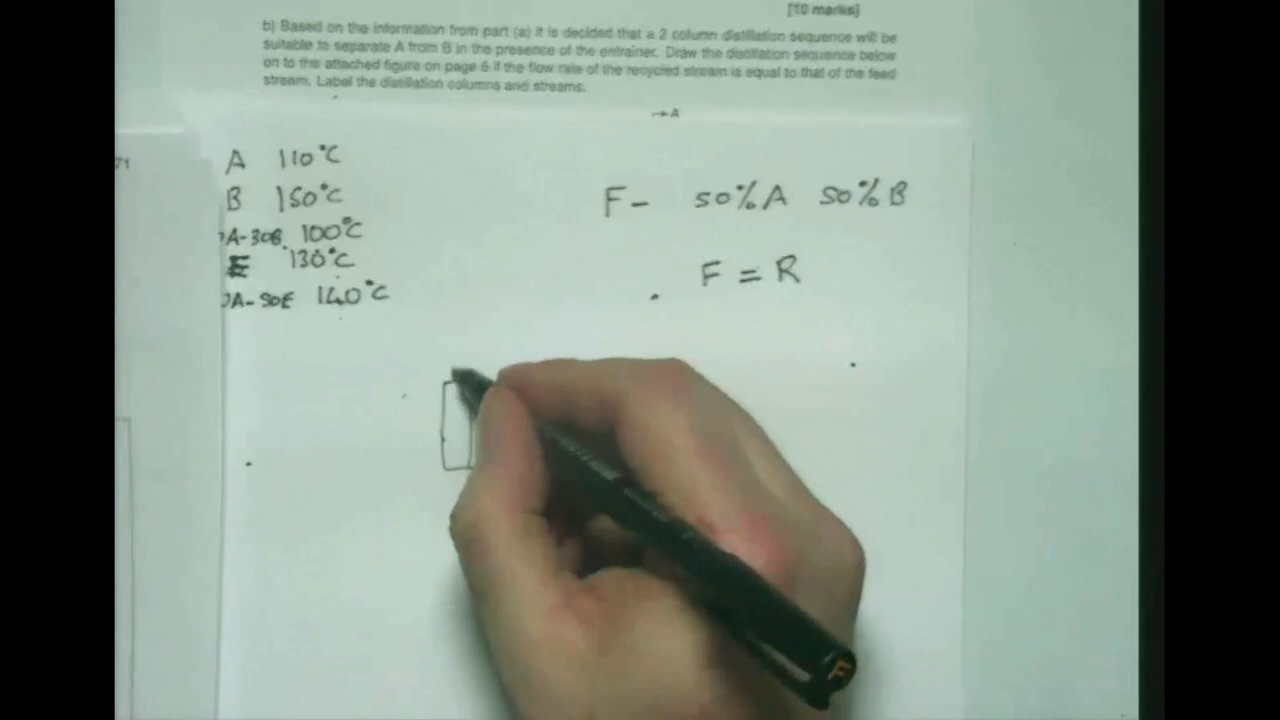 [10 marks]
b) Based on the information from part (a) it is decided that a 2 column distillation sequence will be
suitable to separate A from B in the presence of the entrainer. Draw the distillation sequence below
on to the attached figure on page 6 if the flow rate of the recycled stream is equal to that of the feed
stream. Label the distillation columns and streams.
→A
71
A 110°C
B 150°C
A-30B 100°C
E 130°C
A-50E 140°C
F- 50%A 50%B
F = R